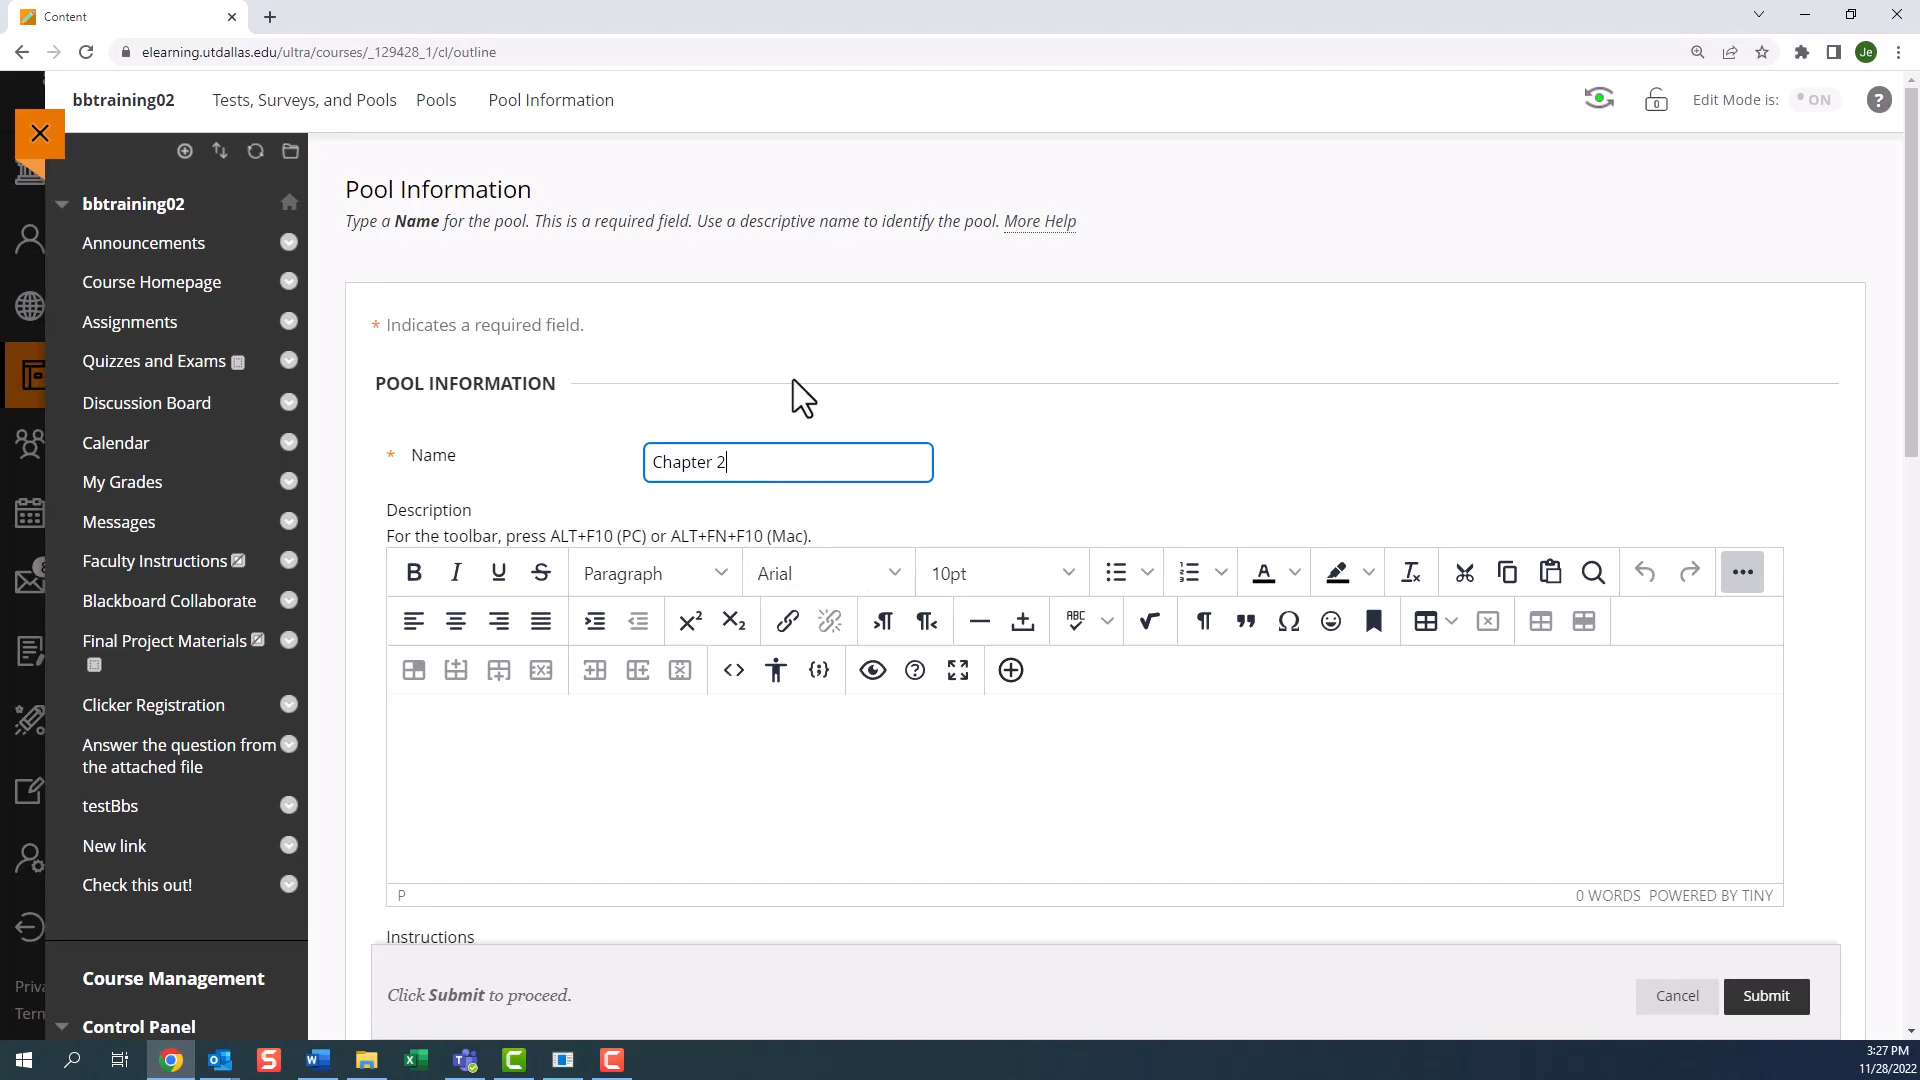 Content
elearning.utdallas.edu/ultra/courses/_129428_1/cl/outline
Je
bbtraining02
Tests, Surveys, and Pools
Pools
Pool Information
0
Edit Mode is:
ON
?
bbtraining02
Announcements
Course Homepage
Assignments
Quizzes and Exams
Discussion Board
Calendar
My Grades
Messages
Faculty Instructions
Blackboard Collaborate
Final Project Materials
Clicker Registration
Answer the question from
the attached file
testBbs
New link
Check this out!
Course Management
Control Panel
Priva
Term
Pool Information
Type a Name for the pool. This is a required field. Use a descriptive name to identify the pool. More Help
* Indicates a required field.
POOL INFORMATION
* Name
Chapter 2
Description
For the toolbar, press ALT+F10 (PC) or ALT+FN+F10 (Mac).
Paragraph
Arial
10pt
P
0 WORDS POWERED BY TINY
Instructions
Click Submit to proceed.
Cancel
Submit
3:27 PM
11/28/2022